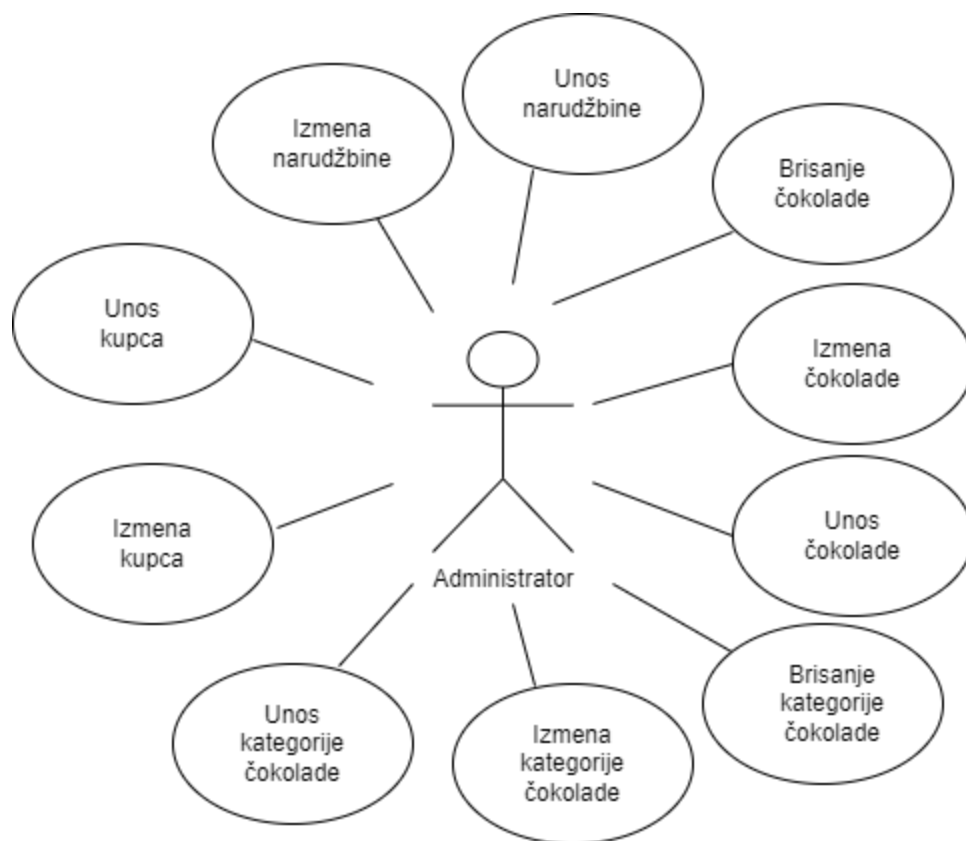 Unos
narudžbine
Izmena
narudžbine
Brisanje
čokolade
Unos
kupca
Izmena
čokolade
Izmena
kupca
Unos
čokolade
Administrator
Brisanje
kategorije
čokolade
Unos
kategorije
čokolade
Izmena
kategorije
čokolade